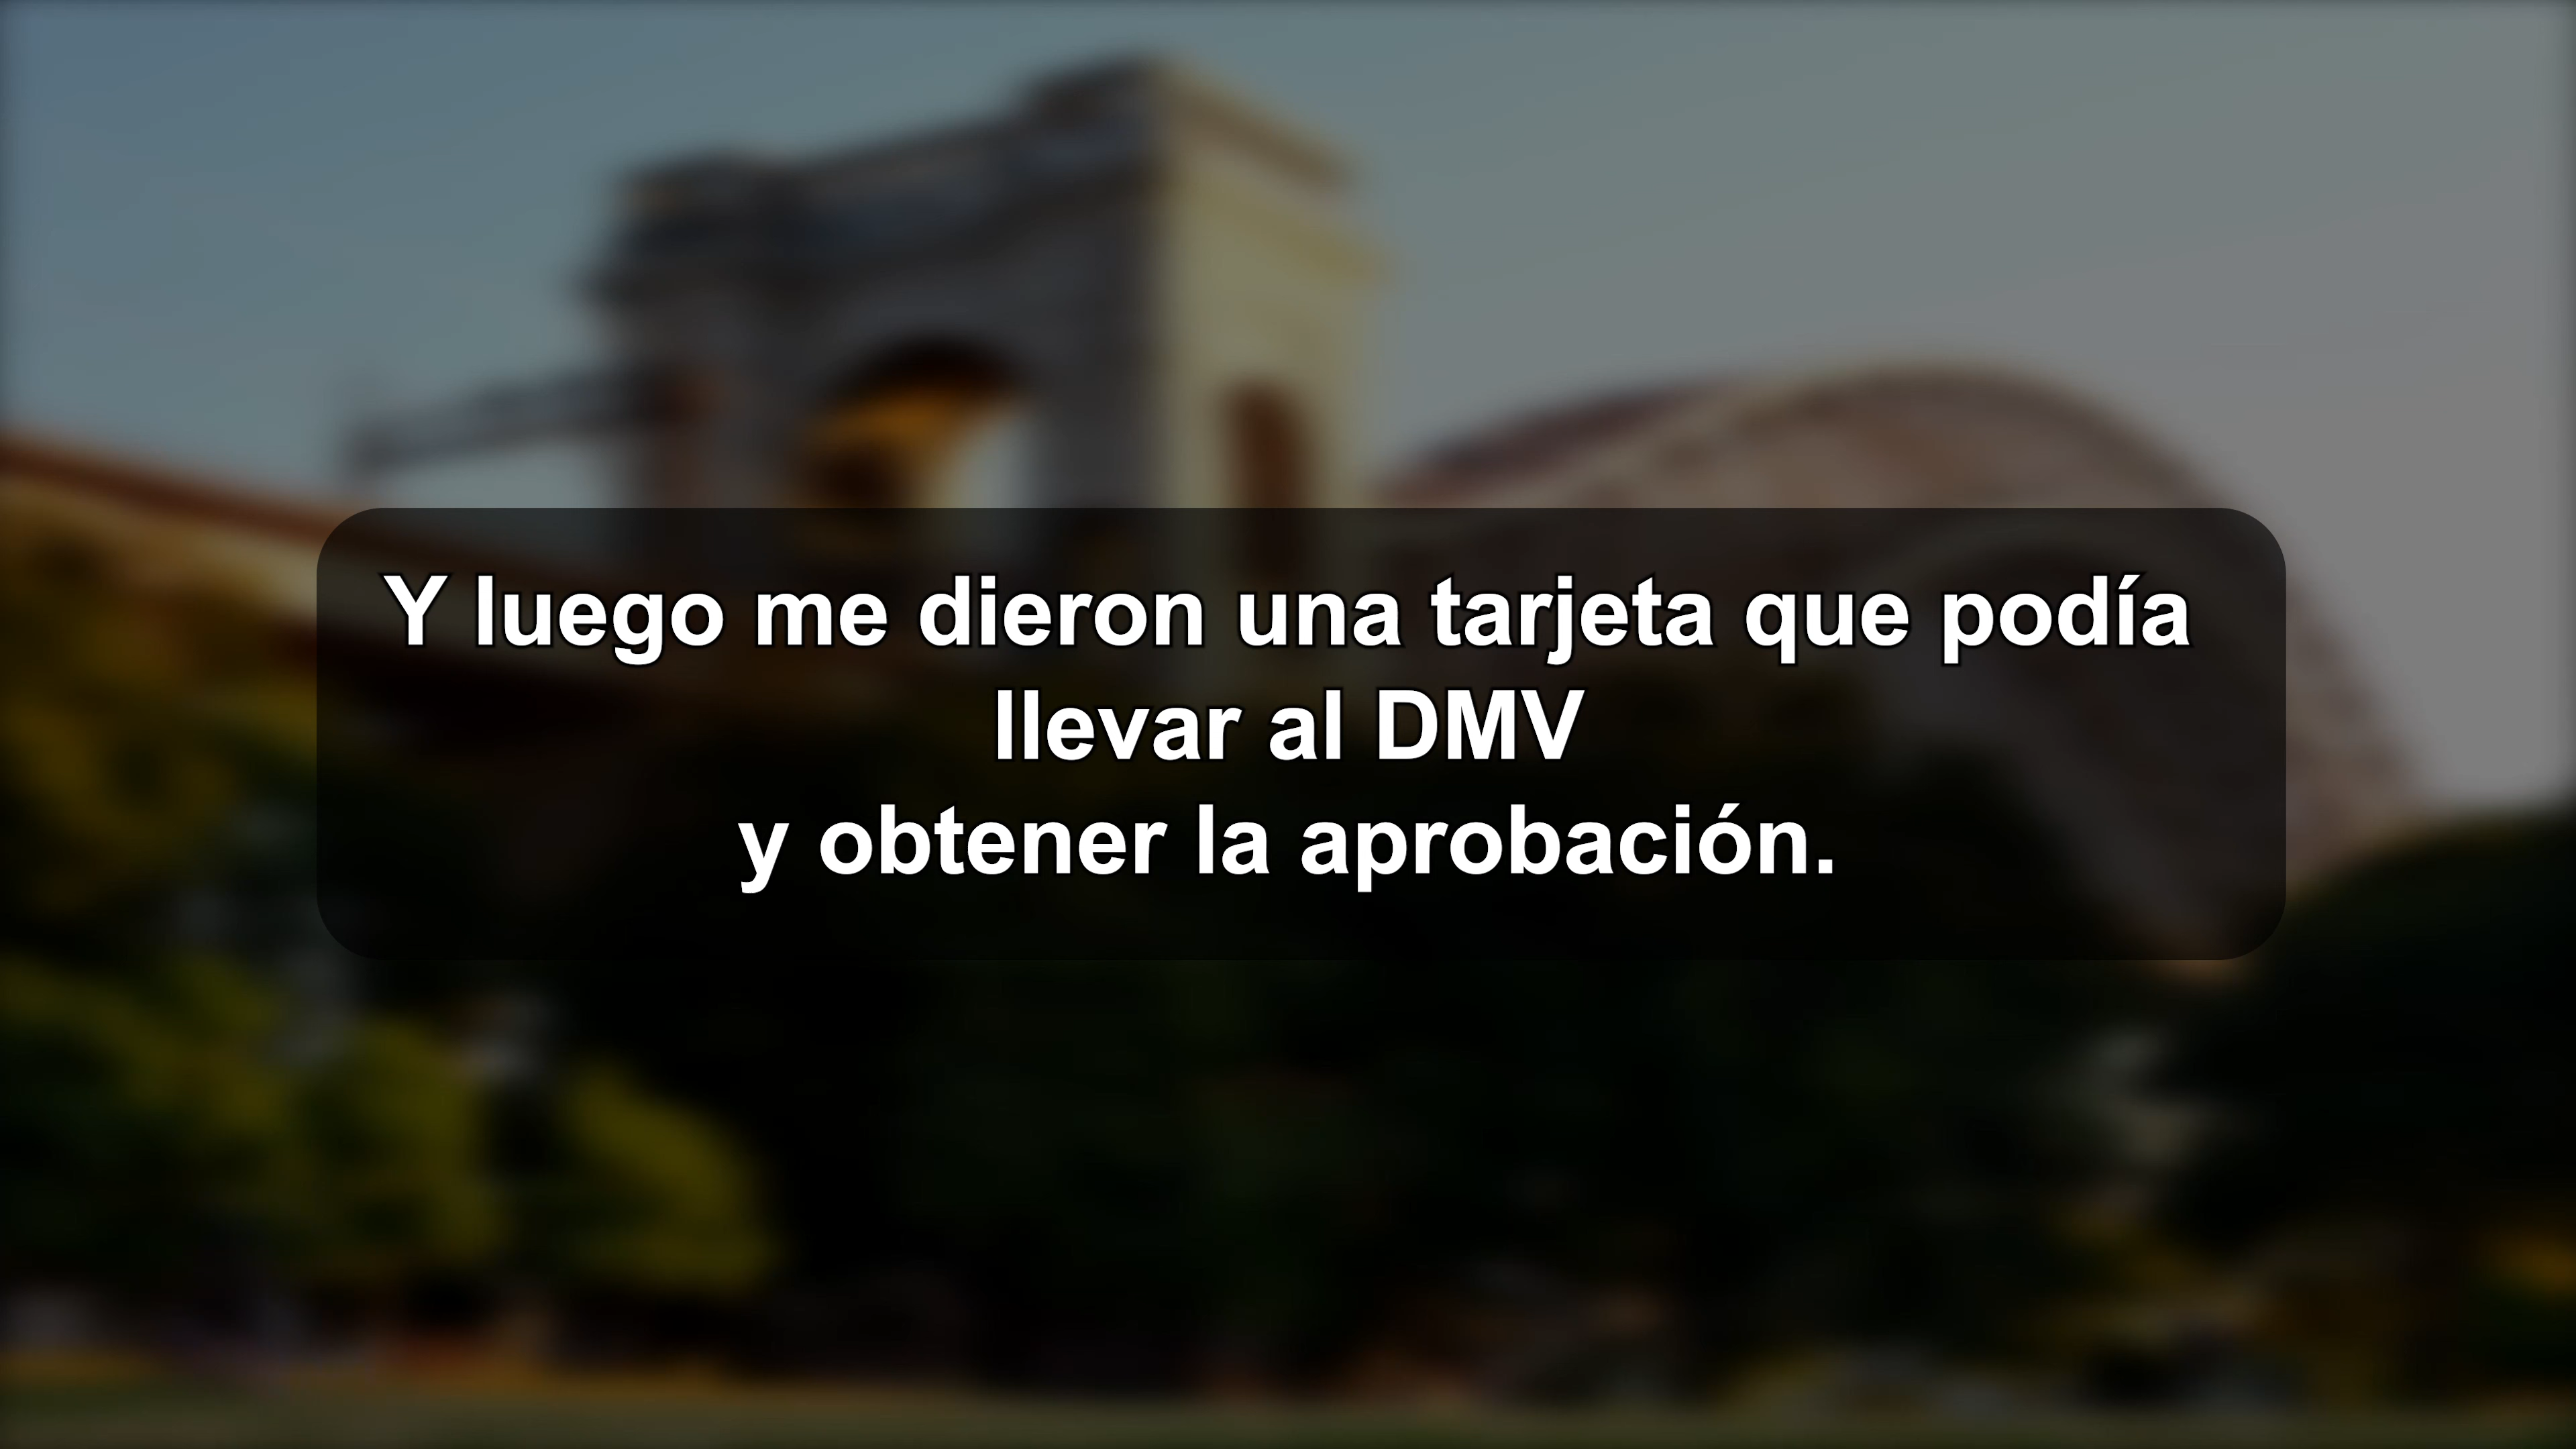 Y luego me dieron una tarjeta que podía
llevar al DMV
y obtener la aprobación.